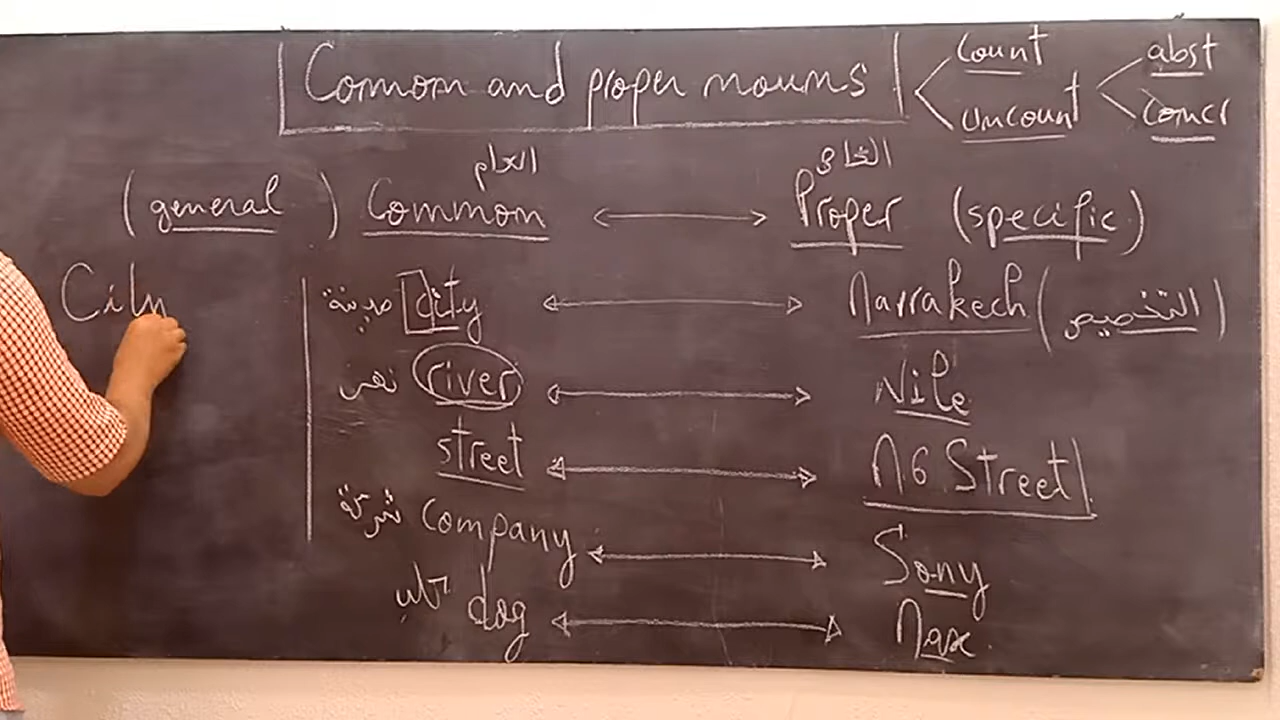 Common and proper nouns
count
uncount
abst
concr
العام
الخاص
(general) Common
Proper (specific)
مدينة city
Marrakech (التخصيص)
نهر river
Nile
street
M6 Street
شركة company
Sony
كلب dog
Max